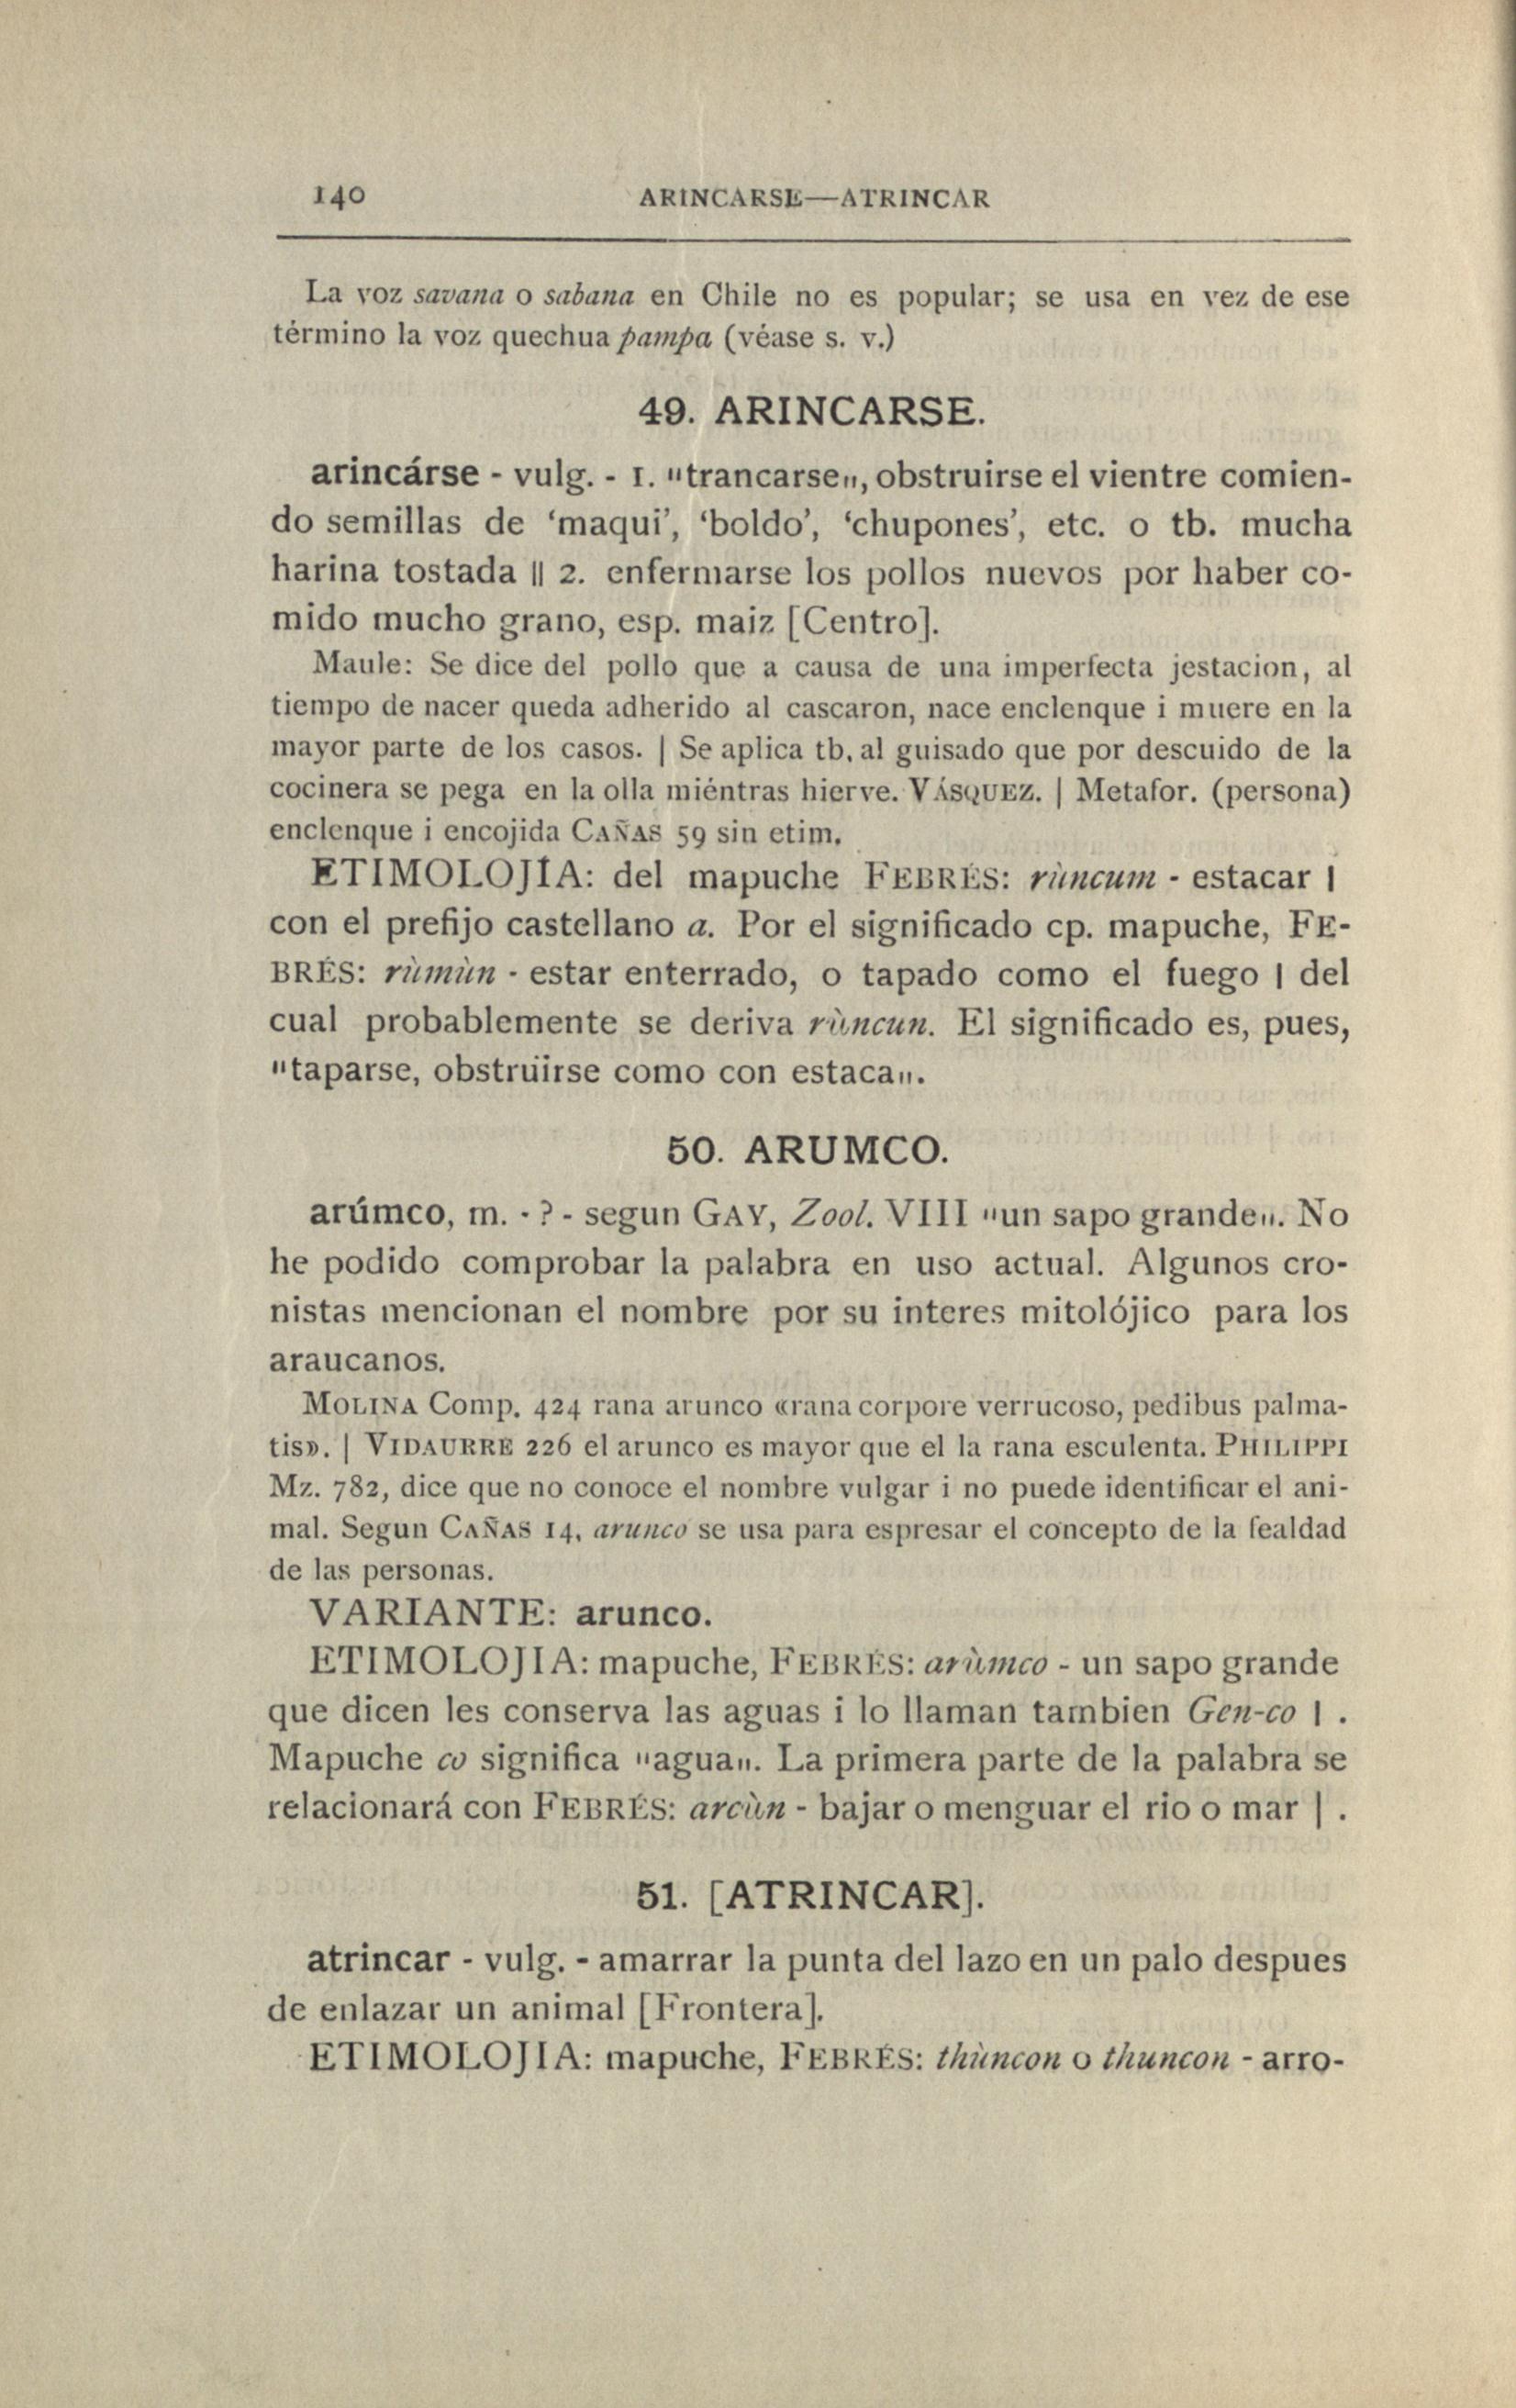 140 ARINCARSE—ATRINCAR
La voz savana o sabana en Chile no es popular; se usa en vez de ese
término la voz quechua pampa (véase s. v.)
49. ARINCARSE.
arincárse - vulg. - 1. "trancarse", obstruirse el vientre comien-
do semillas de ‘maqui’, ‘boldo’, ‘chupones’, etc. o tb. mucha
harina tostada || 2. enfermarse los pollos nuevos por haber co-
mido mucho grano, esp. maiz [Centro].
Maule: Se dice del pollo que a causa de una imperfecta jestacion, al
tiempo de nacer queda adherido al cascaron, nace enclenque i muere en la
mayor parte de los casos. | Se aplica tb. al guisado que por descuido de la
cocinera se pega en la olla miéntras hierve. VÁSQUEZ. | Metafor. (persona)
enclenque i encojida CAÑAS 59 sin etim.
ETIMOLOJÍA: del mapuche FEBRÉS: rùncum - estacar |
con el prefijo castellano a. Por el significado cp. mapuche, FE-
BRÉS: rùmùn - estar enterrado, o tapado como el fuego | del
cual probablemente se deriva rùncun. El significado es, pues,
"taparse, obstruirse como con estaca".
50. ARUMCO.
arúmco, m. - ? - segun GAY, Zool. VIII "un sapo grande". No
he podido comprobar la palabra en uso actual. Algunos cro-
nistas mencionan el nombre por su interes mitolójico para los
araucanos.
MOLINA Comp. 424 rana arunco «rana corpore verrucoso, pedibus palma-
tis». | VIDAURRE 226 el arunco es mayor que el la rana esculenta. PHILIPPI
Mz. 782, dice que no conoce el nombre vulgar i no puede identificar el ani-
mal. Segun CAÑAS 14, arunco se usa para espresar el concepto de la fealdad
de las personas.
VARIANTE: arunco.
ETIMOLOJIA: mapuche, FEBRÉS: arùmco - un sapo grande
que dicen les conserva las aguas i lo llaman tambien Gen-co | .
Mapuche co significa "agua". La primera parte de la palabra se
relacionará con FEBRÉS: arcùn - bajar o menguar el rio o mar | .
51. [ATRINCAR].
atrincar - vulg. - amarrar la punta del lazo en un palo despues
de enlazar un animal [Frontera].
ETIMOLOJIA: mapuche, FEBRÉS: thùncon o thuncon - arro-